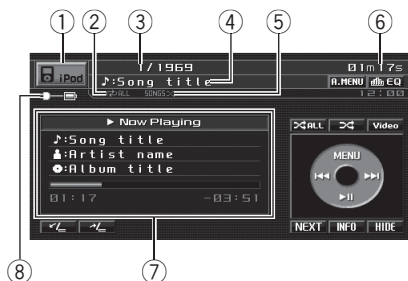 ② ③ ④ ⑤ ⑥
①
1/1969 01m17s
iPod ♪:Song title A.MENU EQ
ALL SONGS: 12:00
▶ Now Playing ALL Video
♪:Song title
:Artist name MENU
:Album title
01:17 -03:51
NEXT INFO HIDE
⑧ ⑦